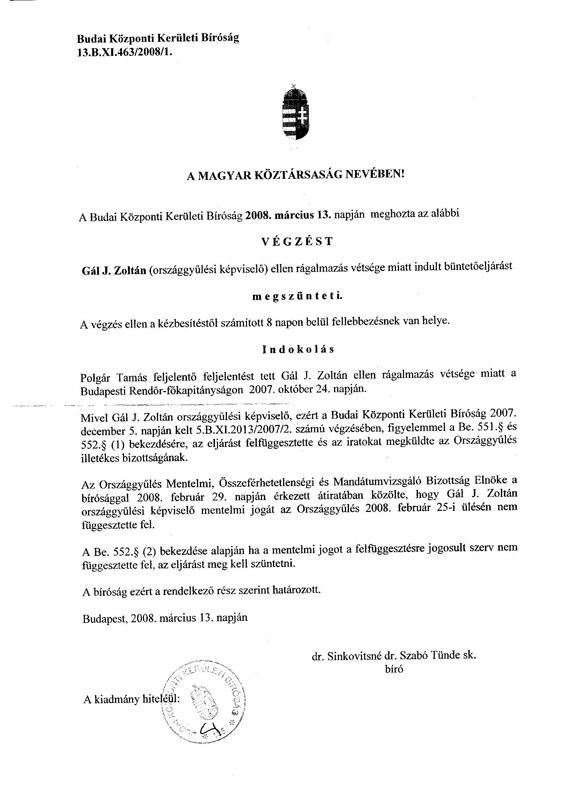 Budai Központi Kerületi Bíróság
13.B.XI.463/2008/1.
A MAGYAR KÖZTÁRSASÁG NEVÉBEN!
A Budai Központi Kerületi Bíróság 2008. március 13. napján meghozta az alábbi
V É G Z É S T
Gál J. Zoltán (országgyűlési képviselő) ellen rágalmazás vétsége miatt indult büntetőeljárást
m e g s z ü n t e t i.
A végzés ellen a kézbesítéstől számított 8 napon belül fellebbezésnek van helye.
I n d o k o l á s
Polgár Tamás feljelentő feljelentést tett Gál J. Zoltán ellen rágalmazás vétsége miatt a
Budapesti Rendőr-főkapitányságon 2007. október 24. napján.
Mivel Gál J. Zoltán országgyűlési képviselő, ezért a Budai Központi Kerületi Bíróság 2007.
december 5. napján kelt 5.B.XI.2013/2007/2. számú végzésében, figyelemmel a Be. 551.§ és
552.§ (1) bekezdésére, az eljárást felfüggesztette és az iratokat megküldte az Országgyűlés
illetékes bizottságának.
Az Országgyűlés Mentelmi, Összeférhetetlenségi és Mandátumvizsgáló Bizottság Elnöke a
bírósággal 2008. február 29. napján érkezett átiratában közölte, hogy Gál J. Zoltán
országgyűlési képviselő mentelmi jogát az Országgyűlés 2008. február 25-i ülésén nem
függesztette fel.
A Be. 552.§ (2) bekezdése alapján ha a mentelmi jogot a felfüggesztésre jogosult szerv nem
függesztette fel, az eljárást meg kell szüntetni.
A bíróság ezért a rendelkező rész szerint határozott.
Budapest, 2008. március 13. napján
dr. Sinkovitsné dr. Szabó Tünde sk.
bíró
A kiadmány hiteléül:
KERÜLETI BÍRÓSÁG